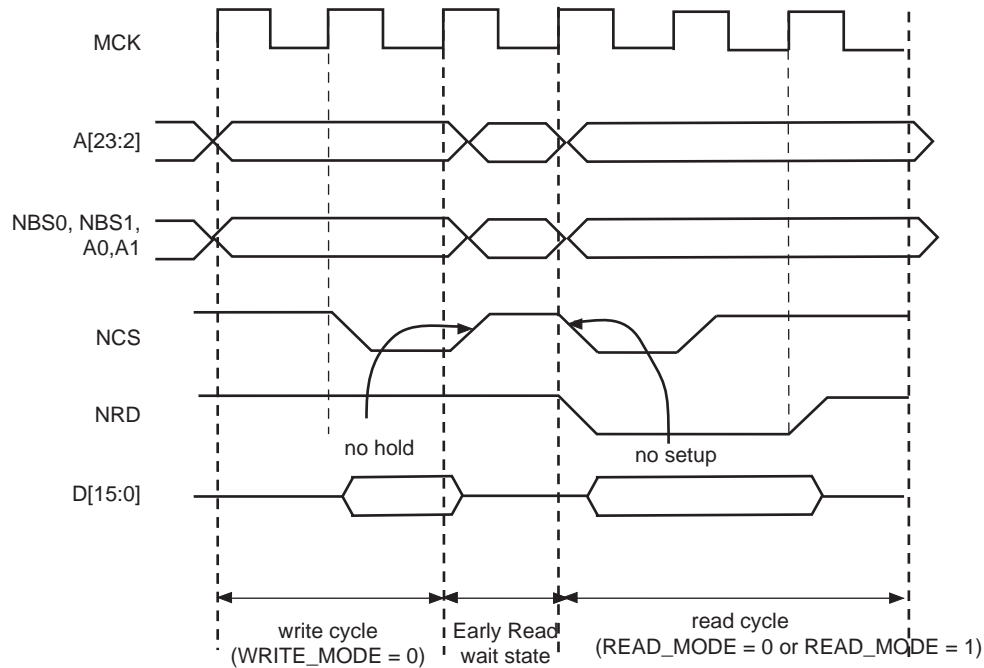 MCK
A[23:2]
NBS0, NBS1,
A0,A1
NCS
NRD
no hold
no setup
D[15:0]
write cycle
(WRITE_MODE = 0)
Early Read
wait state
read cycle
(READ_MODE = 0 or READ_MODE = 1)